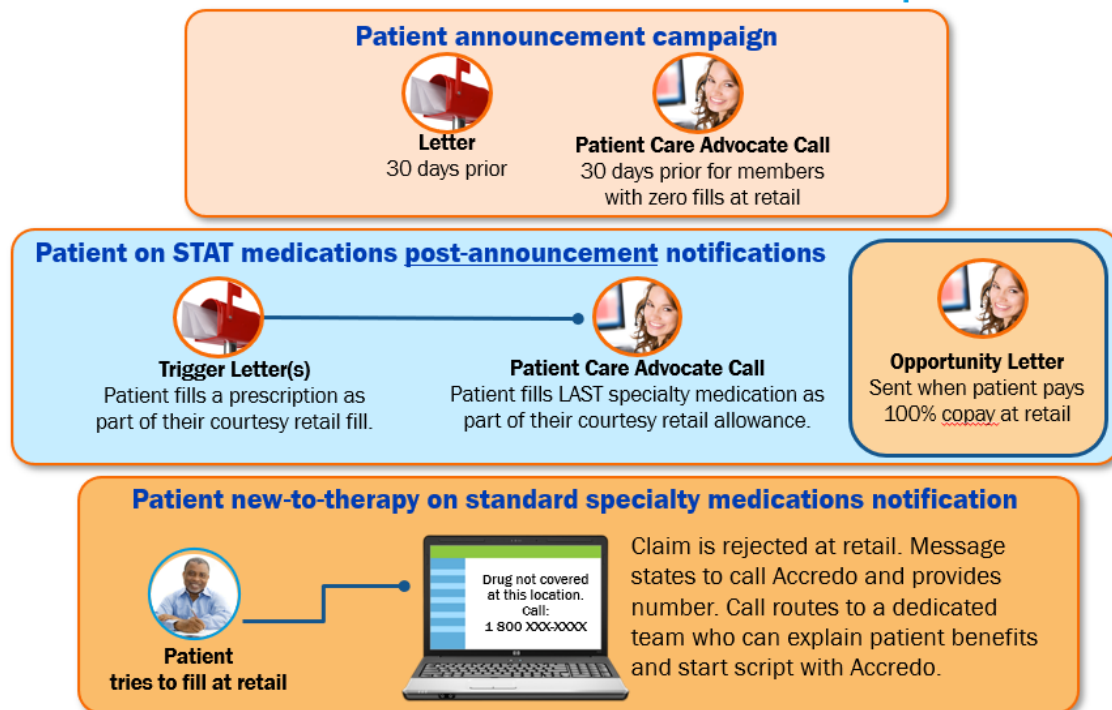 Patient announcement campaign
Letter
30 days prior
Patient Care Advocate Call
30 days prior for members
with zero fills at retail
Patient on STAT medications post-announcement notifications
Trigger Letter(s)
Patient fills a prescription as
part of their courtesy retail fill.
Patient Care Advocate Call
Patient fills LAST specialty medication as
part of their courtesy retail allowance.
Opportunity Letter
Sent when patient pays
100% copay at retail
Patient new-to-therapy on standard specialty medications notification
Patient
tries to fill at retail
Drug not covered
at this location.
Call:
1 800 XXX-XXXX
Claim is rejected at retail. Message
states to call Accredo and provides
number. Call routes to a dedicated
team who can explain patient benefits
and start script with Accredo.